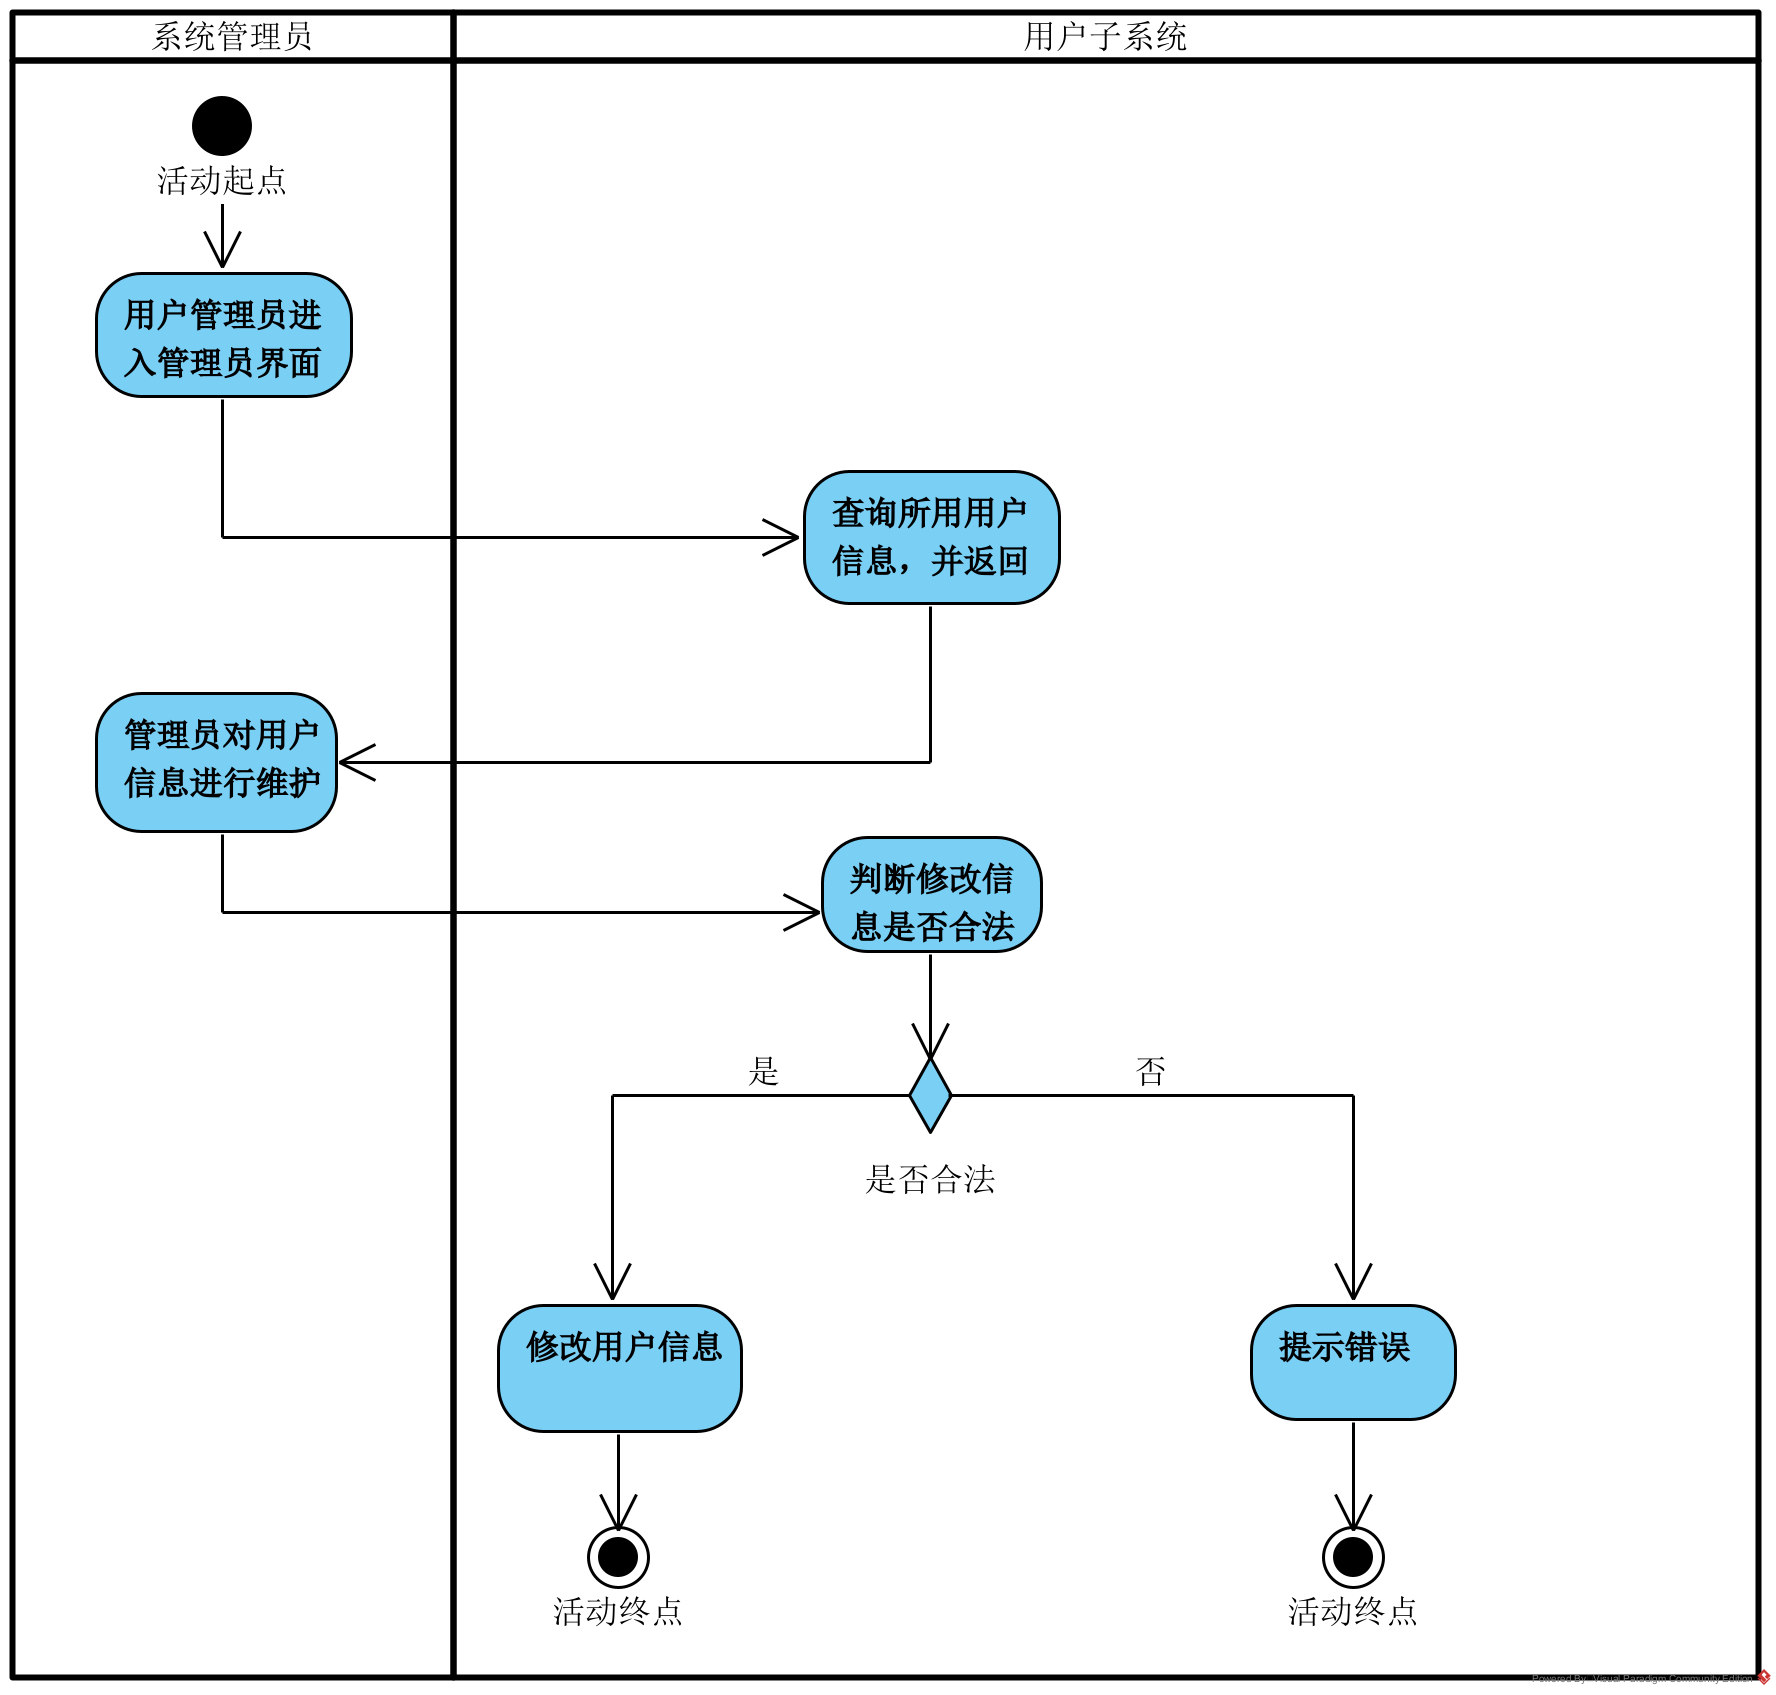 系统管理员
用户子系统
活动起点
用户管理员进
入管理员界面
查询所用用户
信息，并返回
管理员对用户
信息进行维护
判断修改信
息是否合法
是
否
是否合法
修改用户信息
提示错误
活动终点
活动终点
Powered By  Visual Paradigm Community Edition